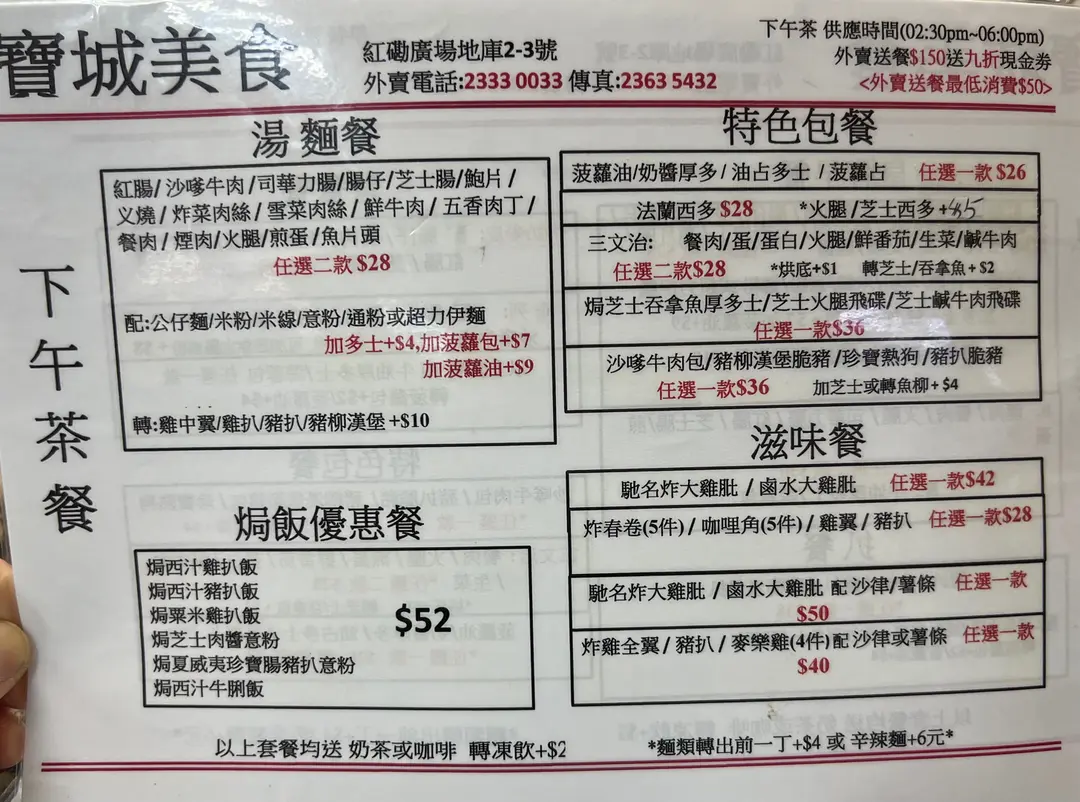 寶城美食
紅磡廣場地庫2-3號
外賣電話:2333 0033 傳真:2363 5432
下午茶 供應時間(02:30pm~06:00pm)
外賣送餐$150送九折現金券
<外賣送餐最低消費$50>
下午茶餐
湯 麵餐
紅腸/ 沙嗲牛肉/司華力腸/腸仔/芝士腸/鮑片/
义燒/ 炸菜肉絲/ 雪菜肉絲/ 鮮牛肉/ 五香肉丁/
餐肉/煙肉/火腿/煎蛋/魚片頭
任選二款 $28
配:公仔麵/米粉/米線/意粉/通粉或超力伊麵
加多士+$4,加菠蘿包+$7
加菠蘿油+$9
轉:雞中翼/雞扒/豬扒/豬柳漢堡 +$10
焗飯優惠餐
焗西汁雞扒飯
焗西汁豬扒飯
焗粟米雞扒飯
焗芝士肉醬意粉
焗夏威夷珍寶腸豬扒意粉
焗西汁牛脷飯
$52
特色包餐
菠蘿油/奶醬厚多/ 油占多士 / 菠蘿占 任選一款 $26
法蘭西多 $28 *火腿/芝士西多+$5
三文治: 餐肉/蛋/蛋白/火腿/鮮番茄/生菜/鹹牛肉
任選二款$28 *烘底+$1 轉芝士/吞拿魚+ $2
焗芝士吞拿魚厚多士/芝士火腿飛碟/芝士鹹牛肉飛碟
任選一款$36
沙嗲牛肉包/豬柳漢堡脆豬/珍寶熱狗/豬扒脆豬
任選一款$36 加芝士或轉魚柳+ $4
滋味餐
馳名炸大雞肶 / 鹵水大雞肶 任選一款$42
炸春卷(5件) / 咖哩角(5件) / 雞翼 / 豬扒 任選一款$28
馳名炸大雞肶 / 鹵水大雞肶 配 沙律/薯條 任選一款
$50
炸雞全翼 / 豬扒 / 麥樂雞(4件)配 沙律或薯條 任選一款
$40
以上套餐均送 奶茶或咖啡 轉凍飲+$2
*麵類轉出前一丁+$4 或 辛辣麵+6元*